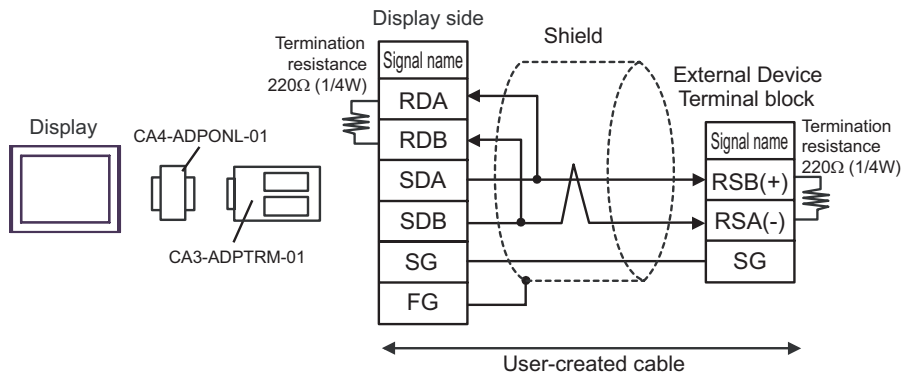 Display side
Shield
Termination
resistance
220Ω (1/4W)
Signal name
RDA
RDB
SDA
SDB
SG
FG
External Device
Terminal block
Signal name
RSB(+)
RSA(-)
SG
Termination
resistance
220Ω (1/4W)
Display
CA4-ADPONL-01
CA3-ADPTRM-01
User-created cable